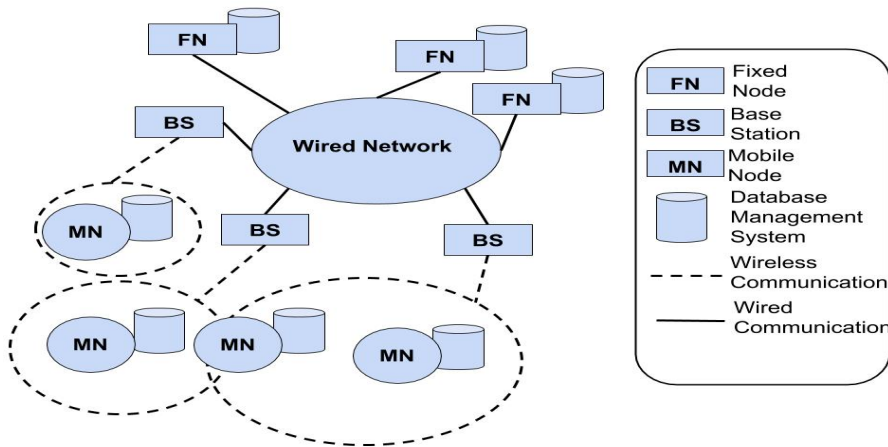 FN
FN
FN
BS
Wired Network
MN
BS
BS
MN
MN
MN
FN
Fixed
Node
BS
Base
Station
MN
Mobile
Node
Database
Management
System
Wireless
Communication
Wired
Communication